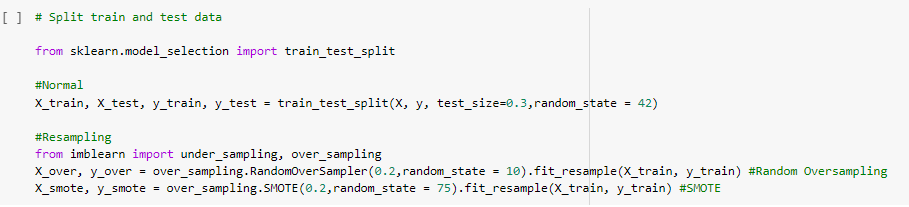 [ ] # Split train and test data
from sklearn.model_selection import train_test_split
#Normal
X_train, X_test, y_train, y_test = train_test_split(X, y, test_size=0.3,random_state = 42)
#Resampling
from imblearn import under_sampling, over_sampling
X_over, y_over = over_sampling.RandomOverSampler(0.2,random_state = 10).fit_resample(X_train, y_train) #Random Oversampling
X_smote, y_smote = over_sampling.SMOTE(0.2,random_state = 75).fit_resample(X_train, y_train) #SMOTE